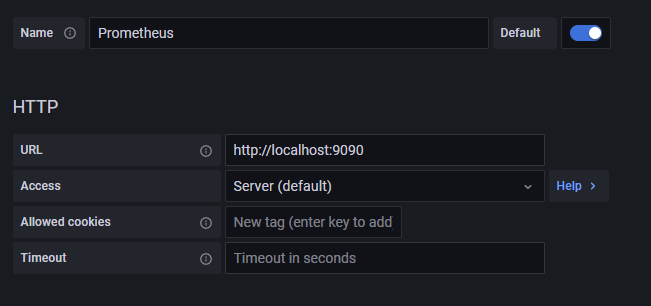 Name Prometheus Default
HTTP
URL http://localhost:9090
Access Server (default) Help
Allowed cookies New tag (enter key to add
Timeout Timeout in seconds